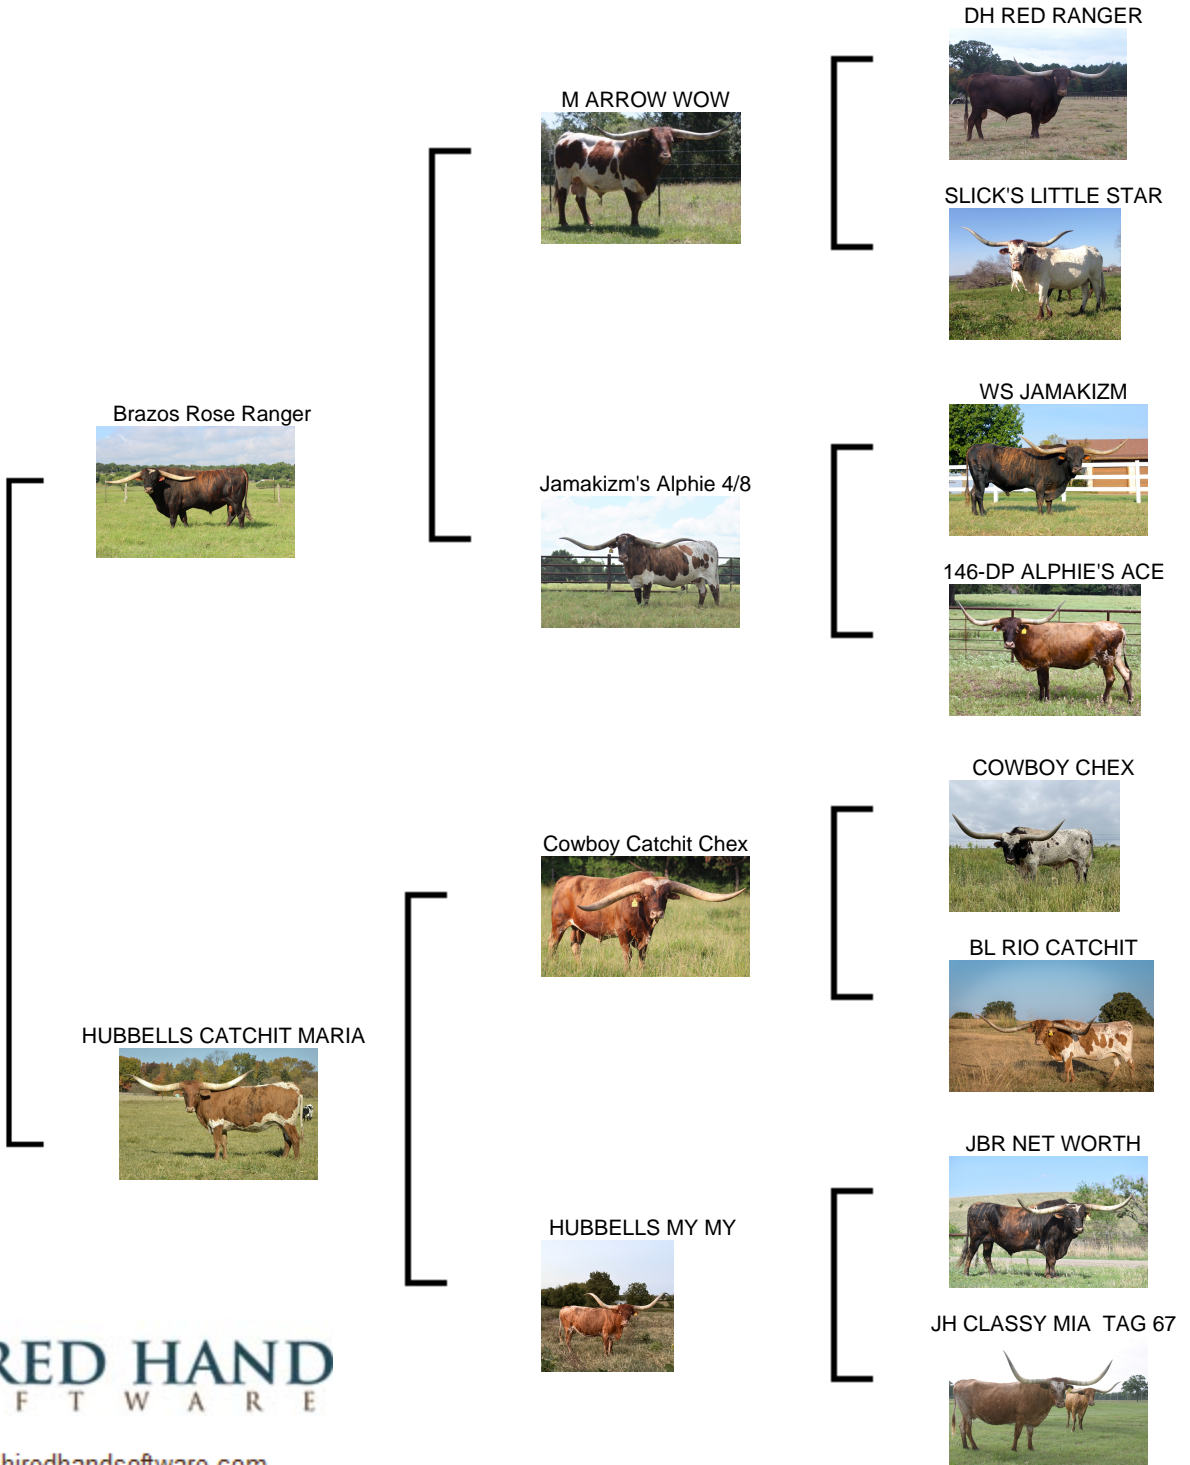 DH RED RANGER
M ARROW WOW
SLICK'S LITTLE STAR
WS JAMAKIZM
Brazos Rose Ranger
Jamakizm's Alphie 4/8
146-DP ALPHIE'S ACE
COWBOY CHEX
Cowboy Catchit Chex
BL RIO CATCHIT
HUBBELLS CATCHIT MARIA
JBR NET WORTH
HUBBELLS MY MY
JH CLASSY MIA  TAG 67
RED HAND
F T W A R E
hiredhandsoftware.com